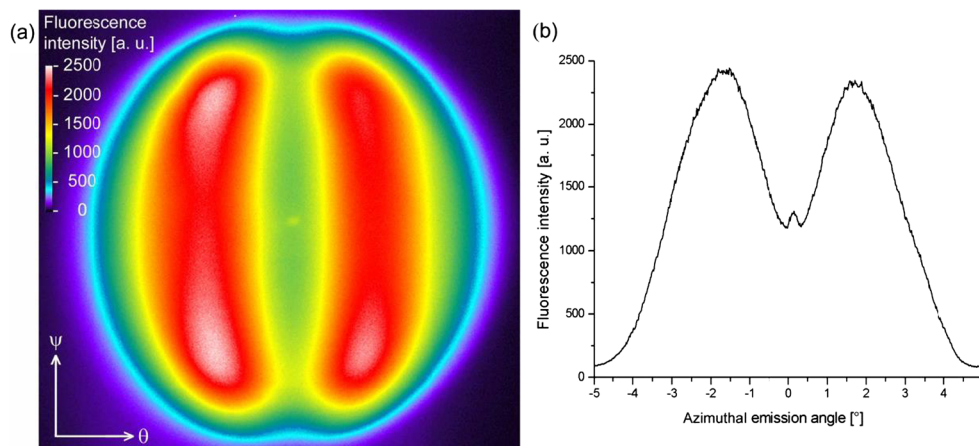 (a)
Fluorescence
intensity [a. u.]
2500
2000
1500
1000
500
0
ψ
θ
(b)
Fluorescence intensity [a. u.]
2500
2000
1500
1000
500
0
-5 -4 -3 -2 -1 0 1 2 3 4
Azimuthal emission angle [°]